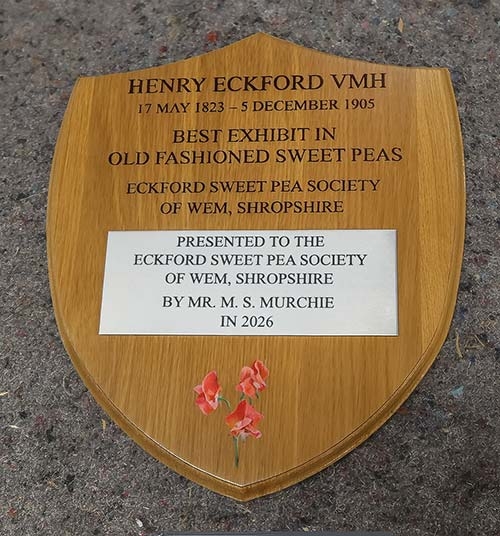 HENRY ECKFORD VMH
17 MAY 1823 – 5 DECEMBER 1905
BEST EXHIBIT IN
OLD FASHIONED SWEET PEAS
ECKFORD SWEET PEA SOCIETY
OF WEM, SHROPSHIRE
PRESENTED TO THE
ECKFORD SWEET PEA SOCIETY
OF WEM, SHROPSHIRE
BY MR. M. S. MURCHIE
IN 2026